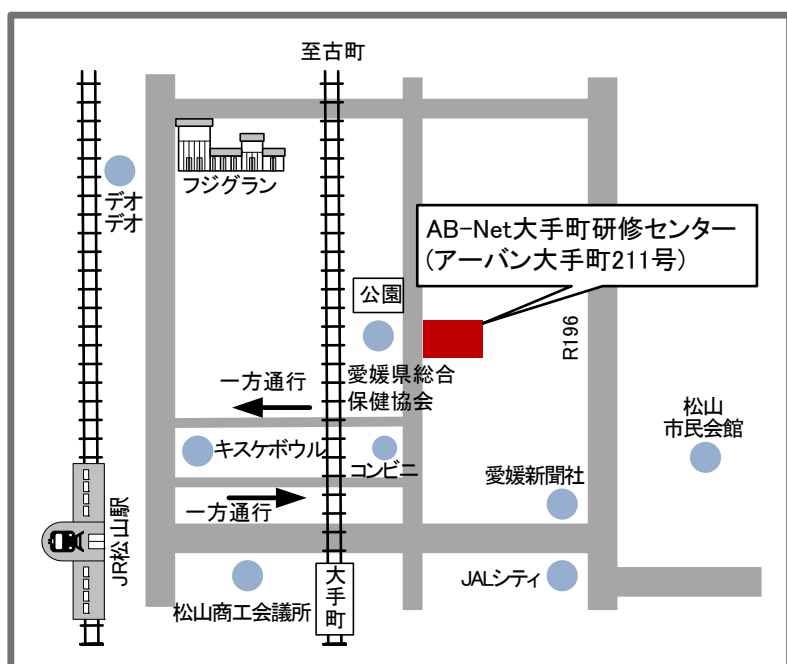 至古町
フジグラン
デオ
デオ
AB-Net大手町研修センター
(アーバン大手町211号)
公園
R196
愛媛県総合
保健協会
一方通行
松山
市民会館
キスケボウル
コンビニ
愛媛新聞社
一方通行
JR松山駅
大手町
JALシティ
松山商工会議所